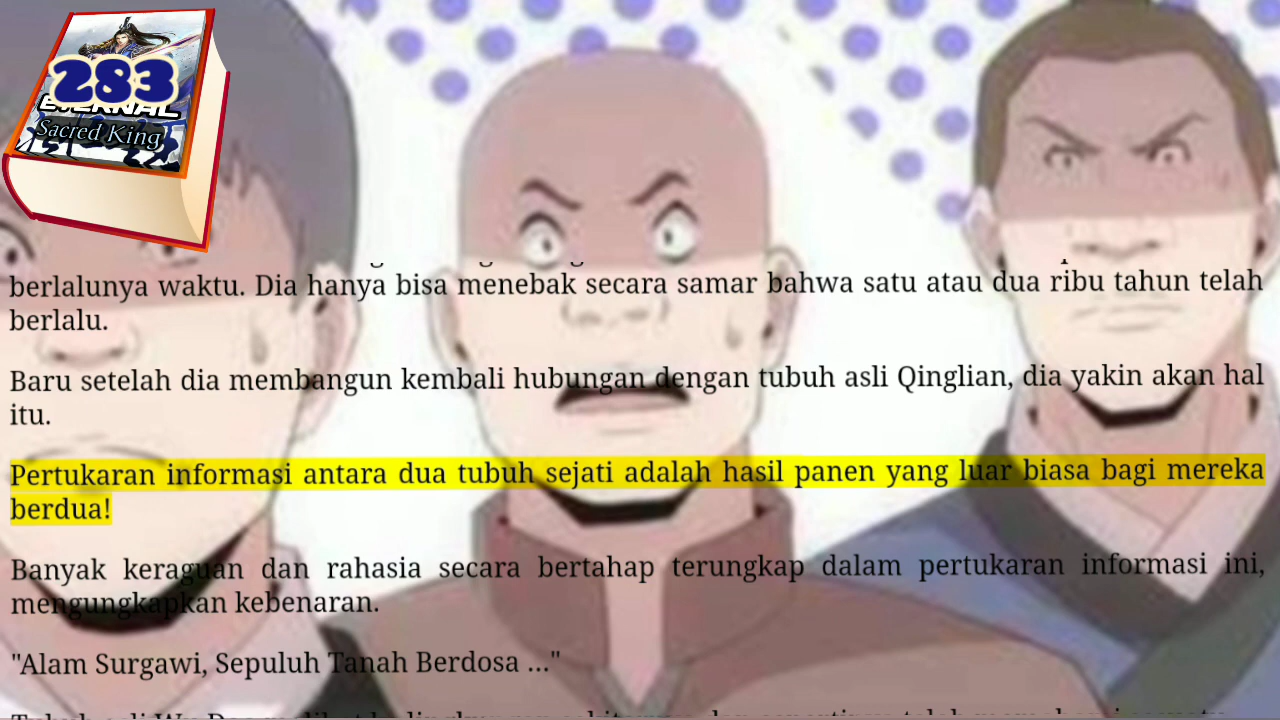 283
ETERNAL
Sacred King
berlalunya waktu. Dia hanya bisa menebak secara samar bahwa satu atau dua ribu tahun telah
berlalu.
Baru setelah dia membangun kembali hubungan dengan tubuh asli Qinglian, dia yakin akan hal
itu.
Pertukaran informasi antara dua tubuh sejati adalah hasil panen yang luar biasa bagi mereka
berdua!
Banyak keraguan dan rahasia secara bertahap terungkap dalam pertukaran informasi ini,
mengungkapkan kebenaran.
"Alam Surgawi, Sepuluh Tanah Berdosa ..."